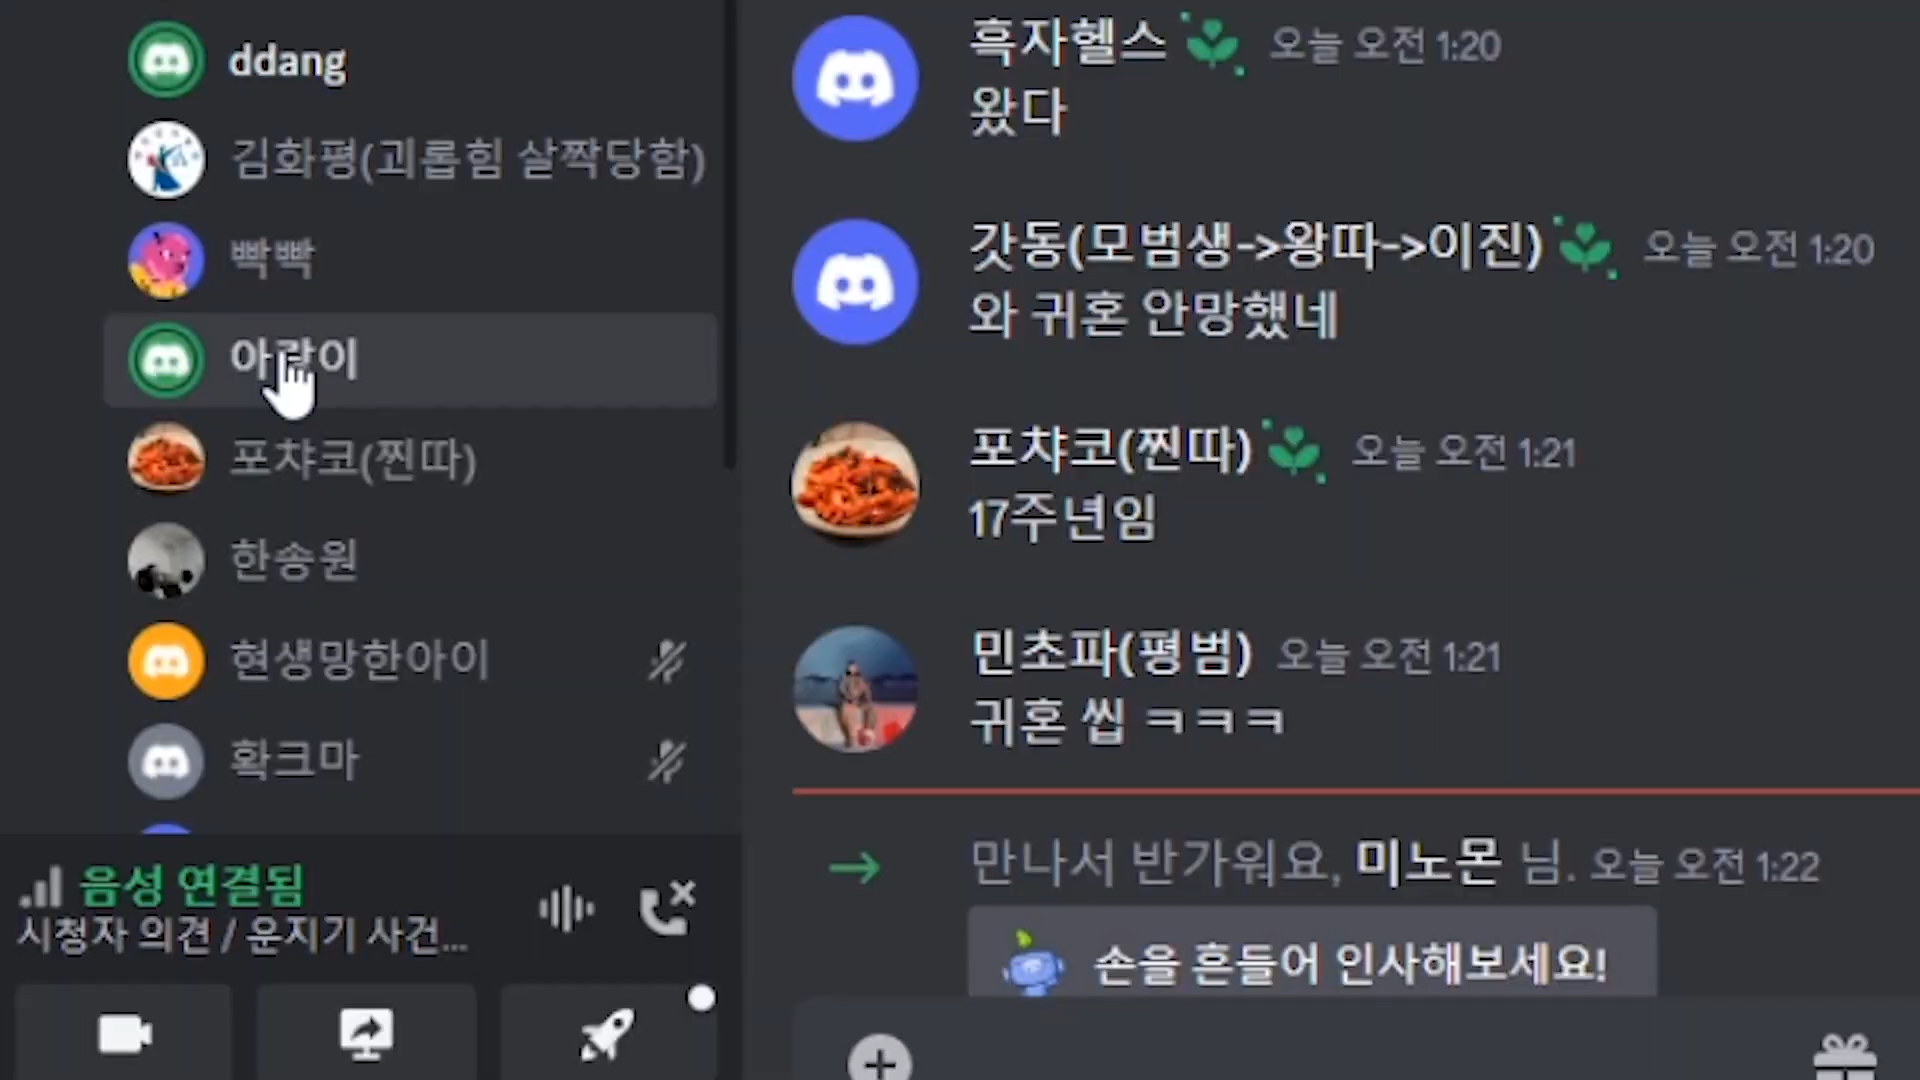 ddang
김화평(괴롭힘 살짝당함)
빡빡
포챠코(찐따)
한송원
현생망한아이
확크마
음성 연결됨
시청자 의견 / 운지기 사건...
흑자헬스 오늘 오전 1:20
왔다
갓동(모범생->왕따->이진) 오늘 오전 1:20
와 귀혼 안망했네
포챠코(찐따) 오늘 오전 1:21
17주년임
민초파(평범) 오늘 오전 1:21
귀혼 씹 ㅋㅋㅋ
만나서 반가워요, 미노몬 님. 오늘 오전 1:22
손을 흔들어 인사해보세요!